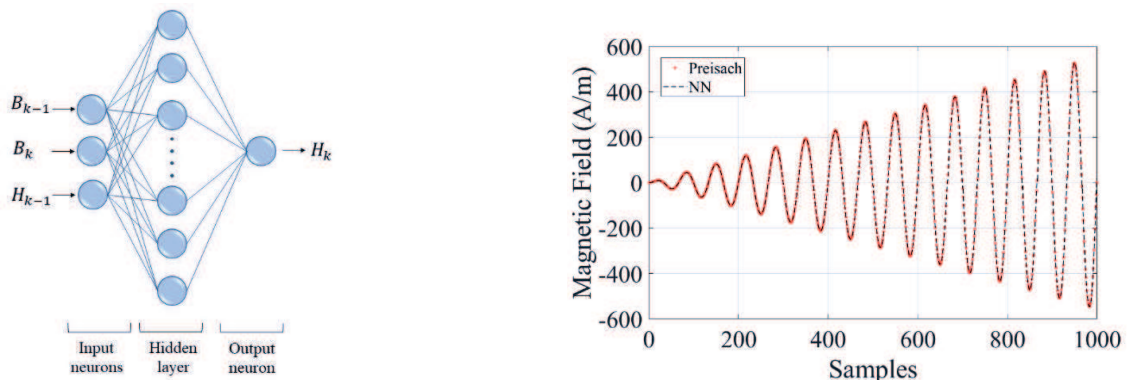 B_{k-1}
B_k
H_{k-1}
H_k
Input
neurons
Hidden
layer
Output
neuron
Magnetic Field (A/m)
600
400
200
0
-200
-400
-600
Preisach
NN
0 200 400 600 800 1000
Samples